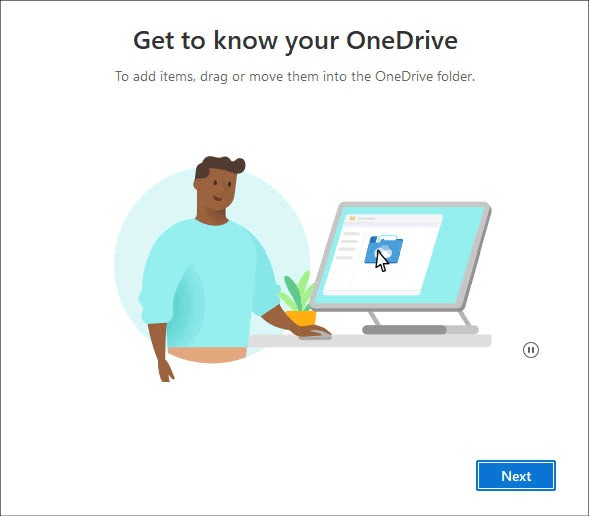 Get to know your OneDrive
To add items, drag or move them into the OneDrive folder.
Next